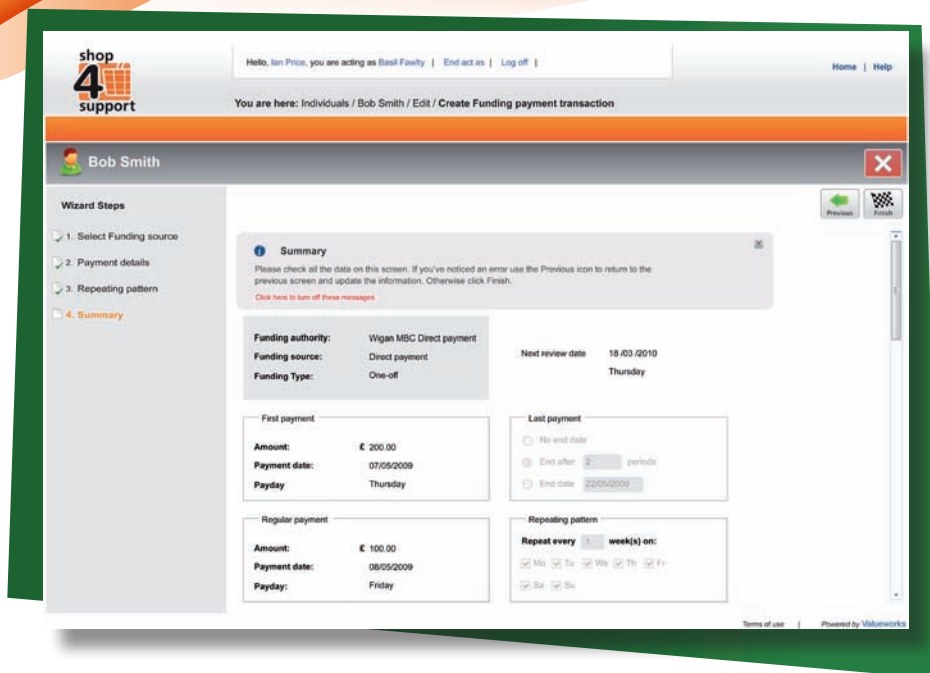 shop
4
support
Hello, Ian Price, you are acting as Basil Fawlty | End act as | Log off |
Home | Help
You are here: Individuals / Bob Smith / Edit / Create Funding payment transaction
Bob Smith
Wizard Steps
Previous
Finish
1. Select Funding source
2. Payment details
3. Repeating pattern
4. Summary
Summary
Please check all the data on this screen. If you've noticed an error use the Previous icon to return to the
previous screen and update the information. Otherwise click Finish.
Click here to turn off these messages
Funding authority: Wigan MBC Direct payment
Funding source: Direct payment
Funding Type: One-off
Next review date 18 /03 /2010
Thursday
First payment
Amount: £ 200.00
Payment date: 07/05/2009
Payday Thursday
Last payment
No end date
End after 2 periods
End date 22/05/2009
Regular payment
Amount: £ 100.00
Payment date: 08/05/2009
Payday: Friday
Repeating pattern
Repeat every 1 week(s) on:
Mo Tu We Th Fr
Sa Su
Terms of use | Powered by Valueworks